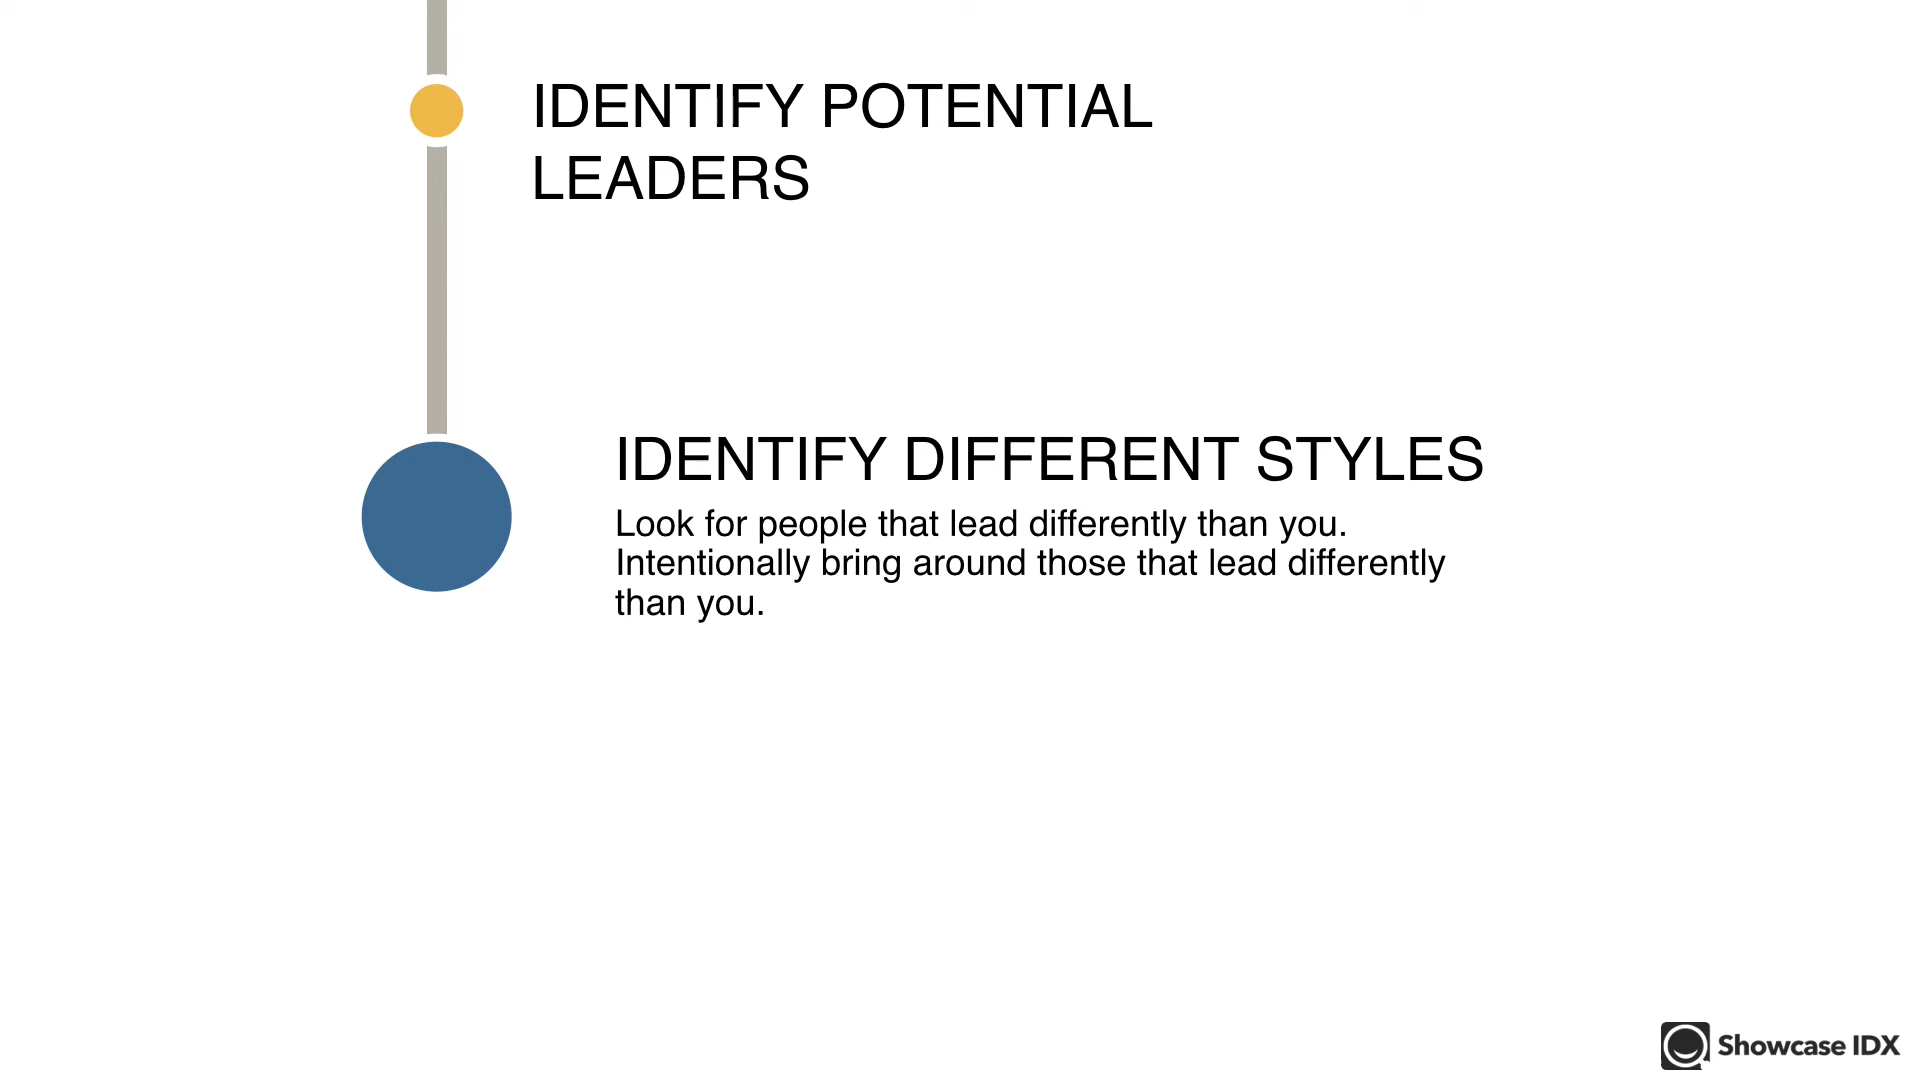 IDENTIFY POTENTIAL
LEADERS
IDENTIFY DIFFERENT STYLES
Look for people that lead differently than you.
Intentionally bring around those that lead differently
than you.
Showcase IDX